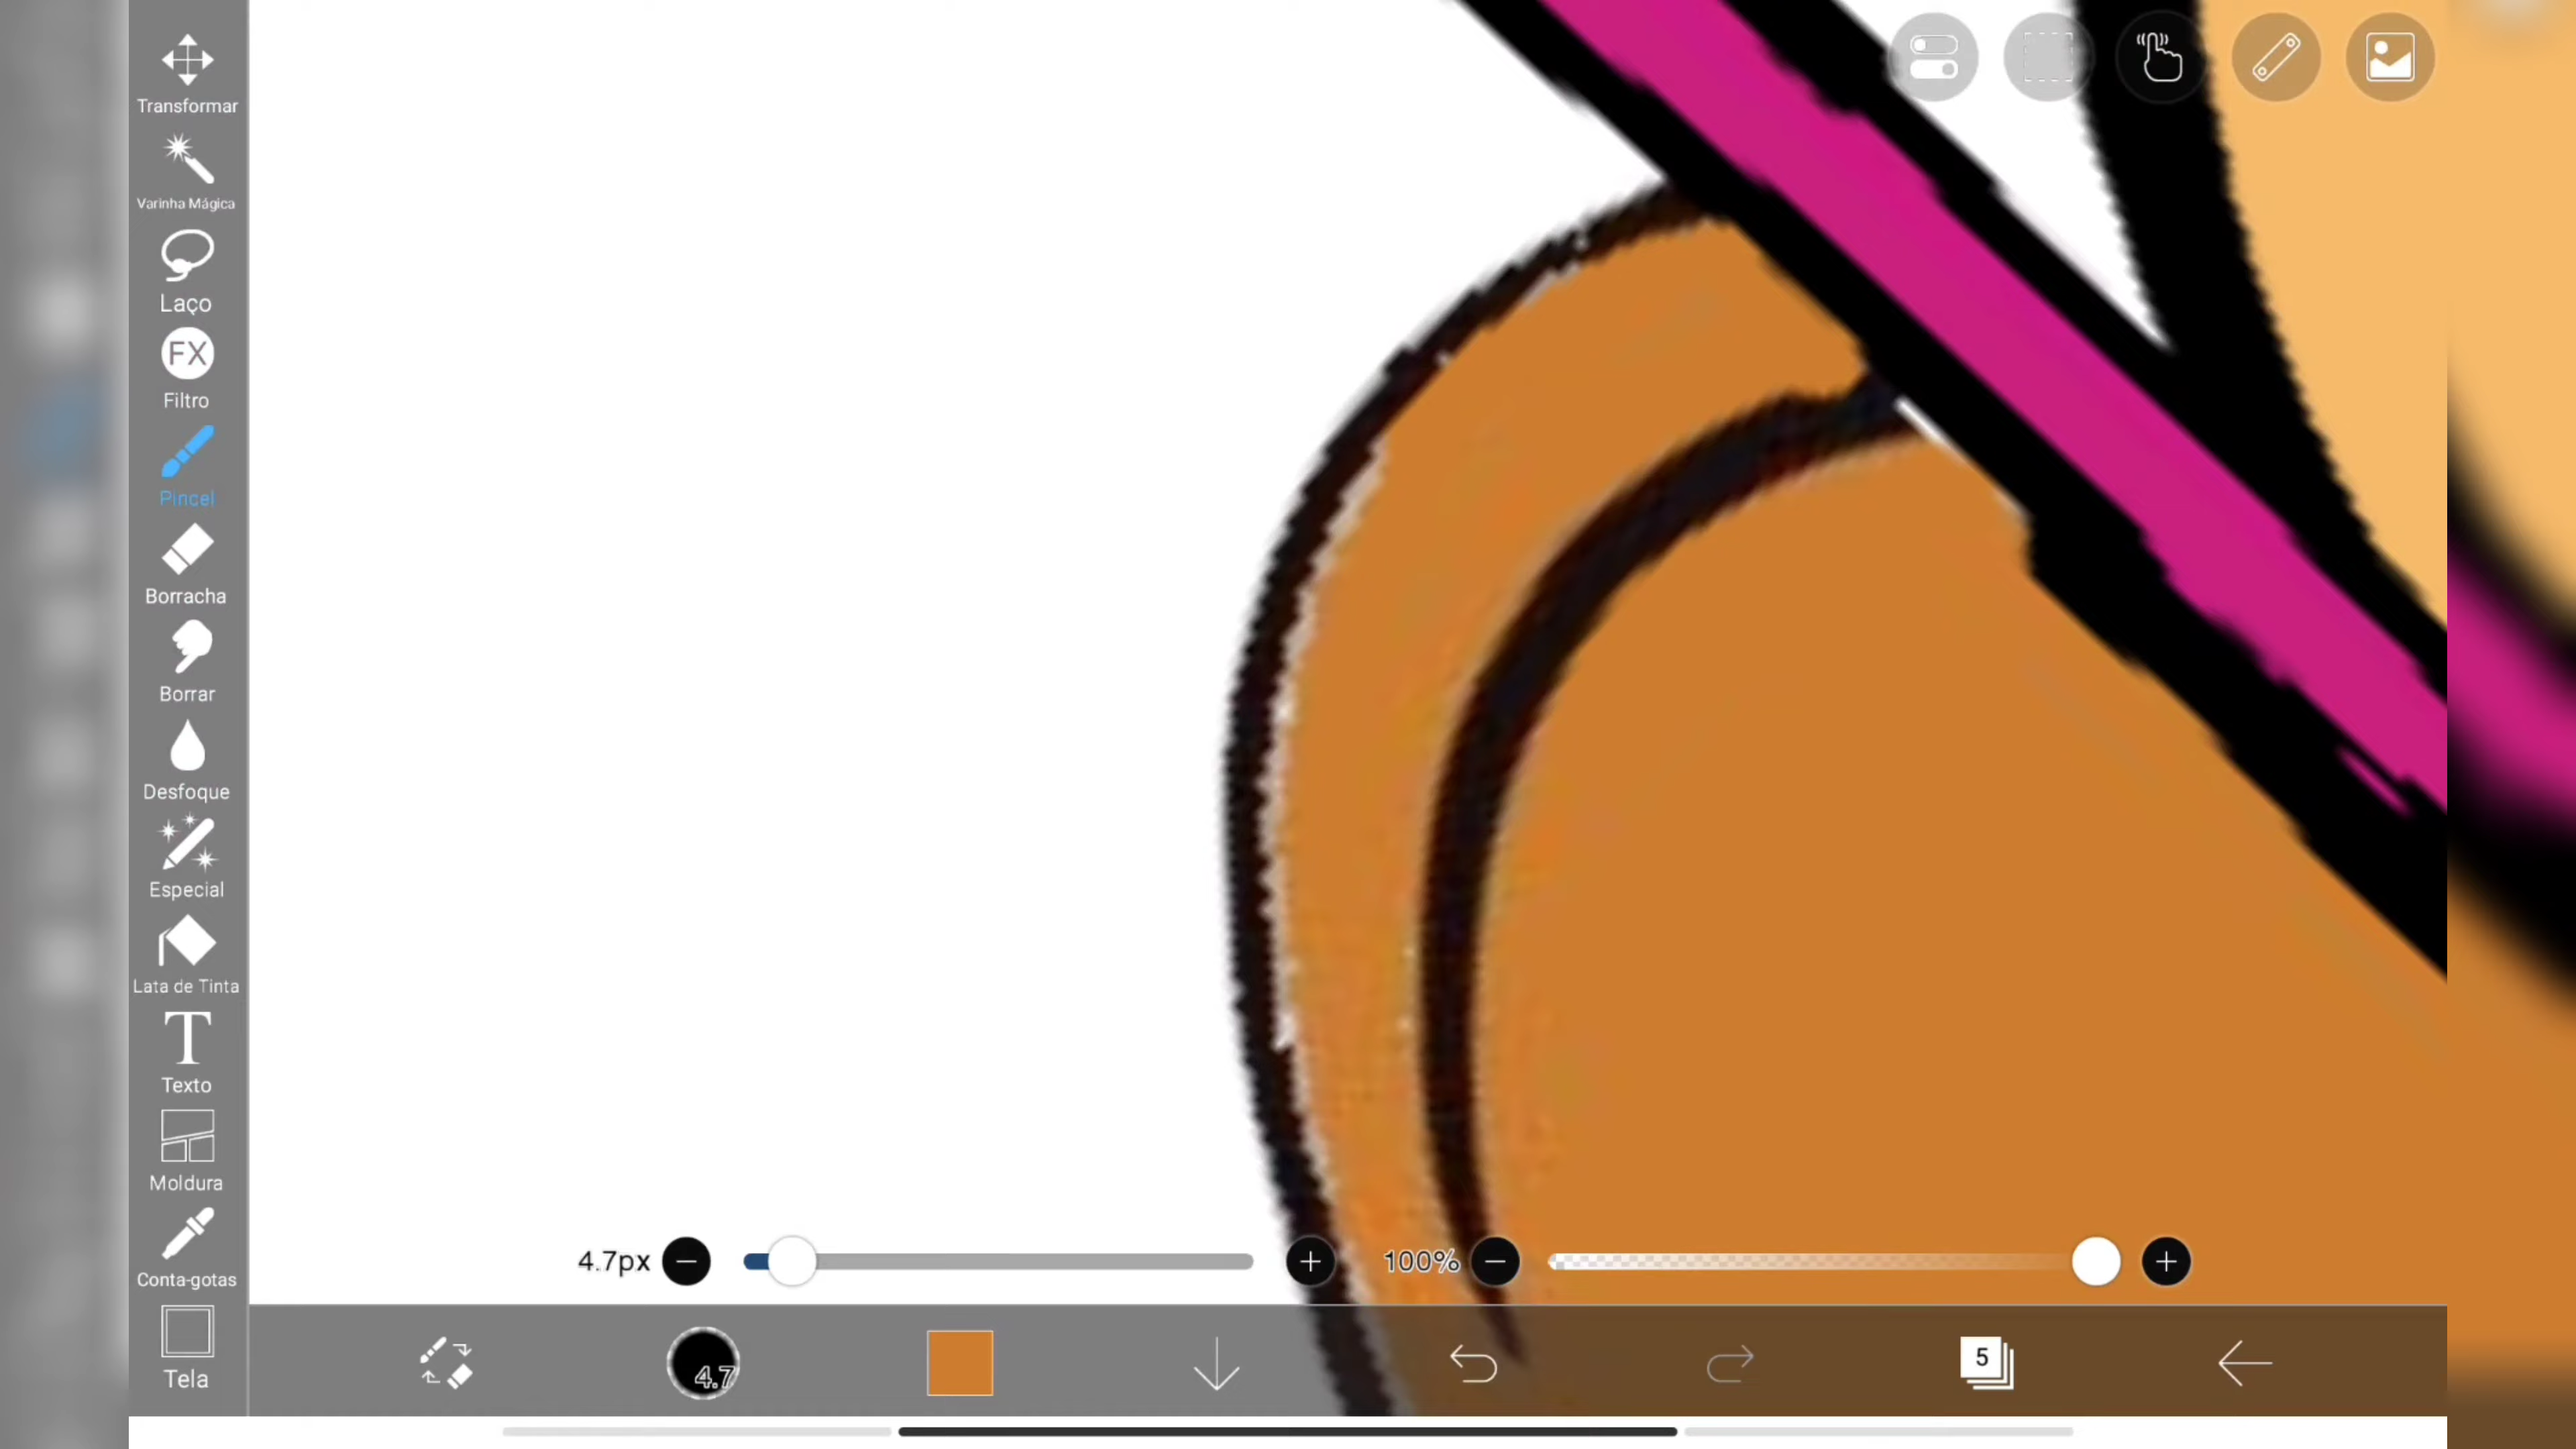 Transformar
Varinha Mágica
Laço
FX
Filtro
Pincel
Borracha
Borrar
Desfoque
Especial
Lata de Tinta
T
Texto
Moldura
Conta-gotas
Tela
4.7px
100%
4.7
5